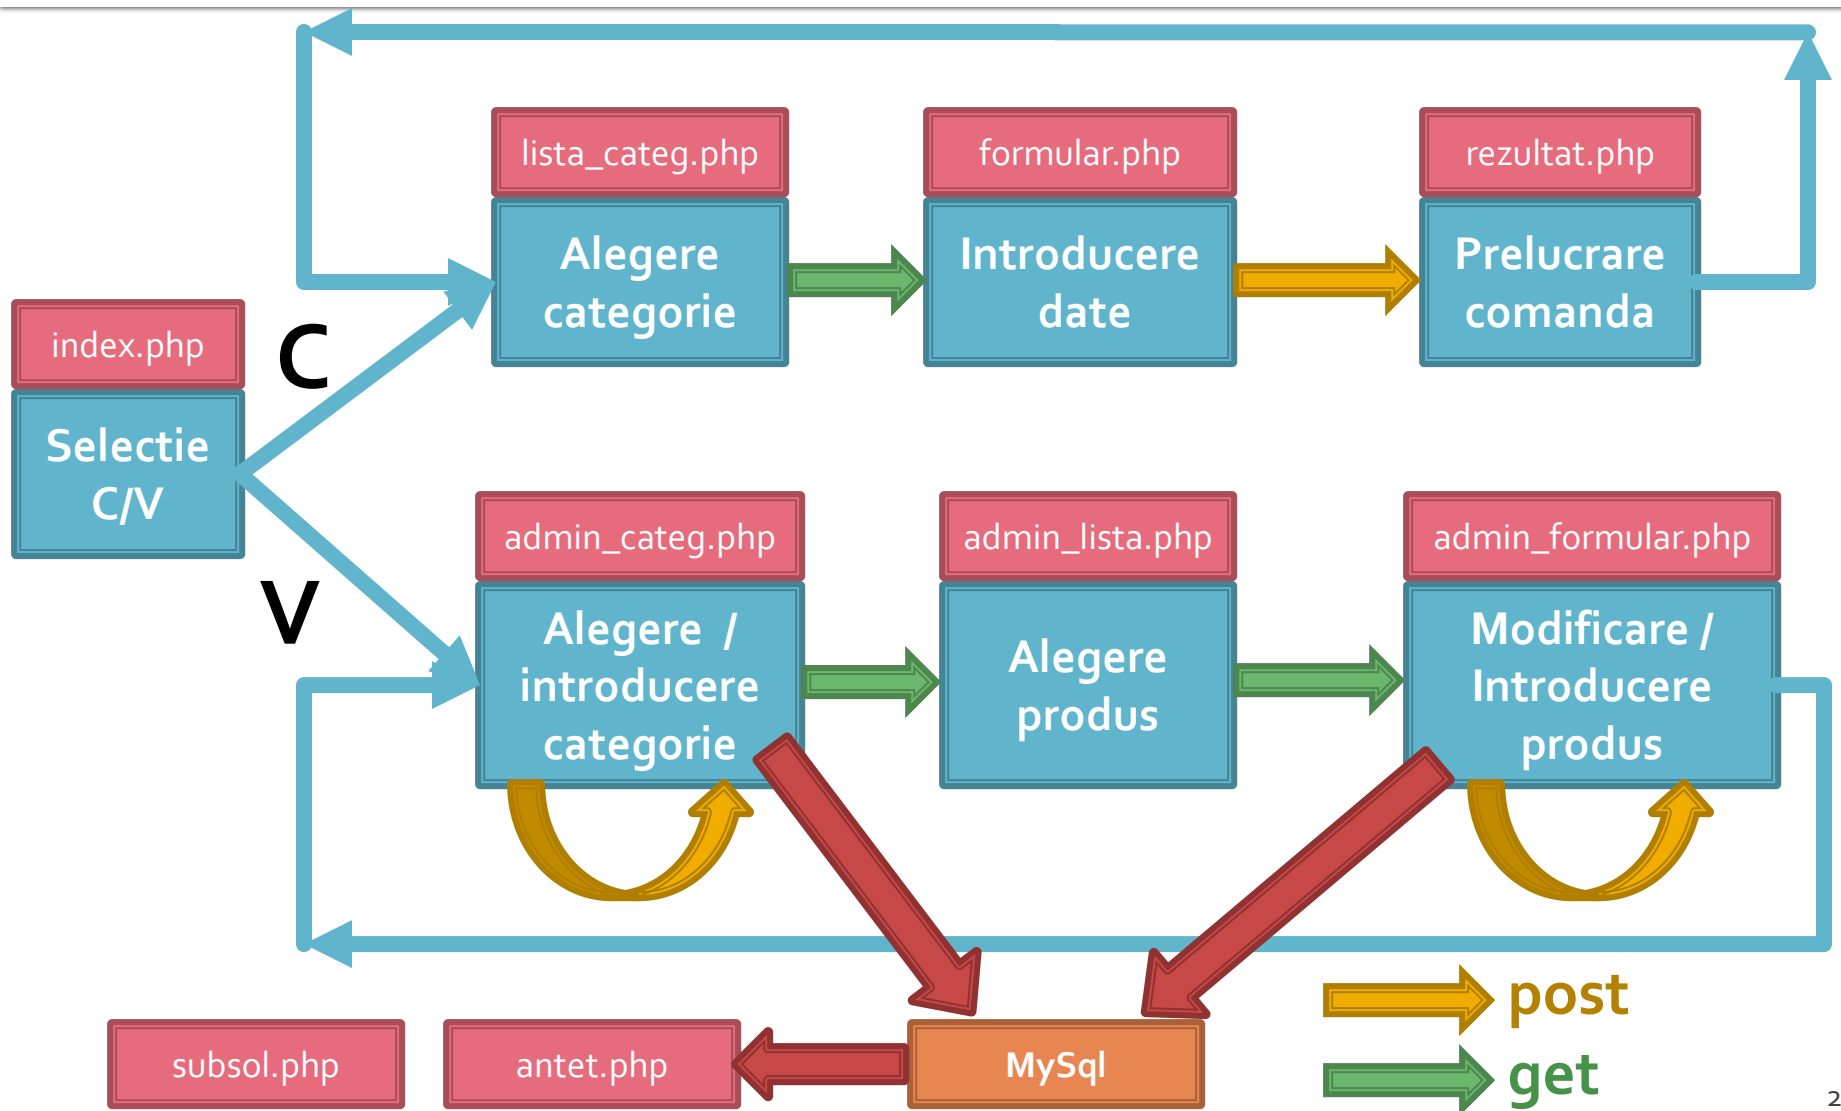 lista_categ.php
formular.php
rezultat.php
Alegere
categorie
Introducere
date
Prelucrare
comanda
index.php
C
Selectie
C/V
V
admin_categ.php
admin_lista.php
admin_formular.php
Alegere /
introducere
categorie
Alegere
produs
Modificare /
Introducere
produs
post
subsol.php
antet.php
MySql
get
2